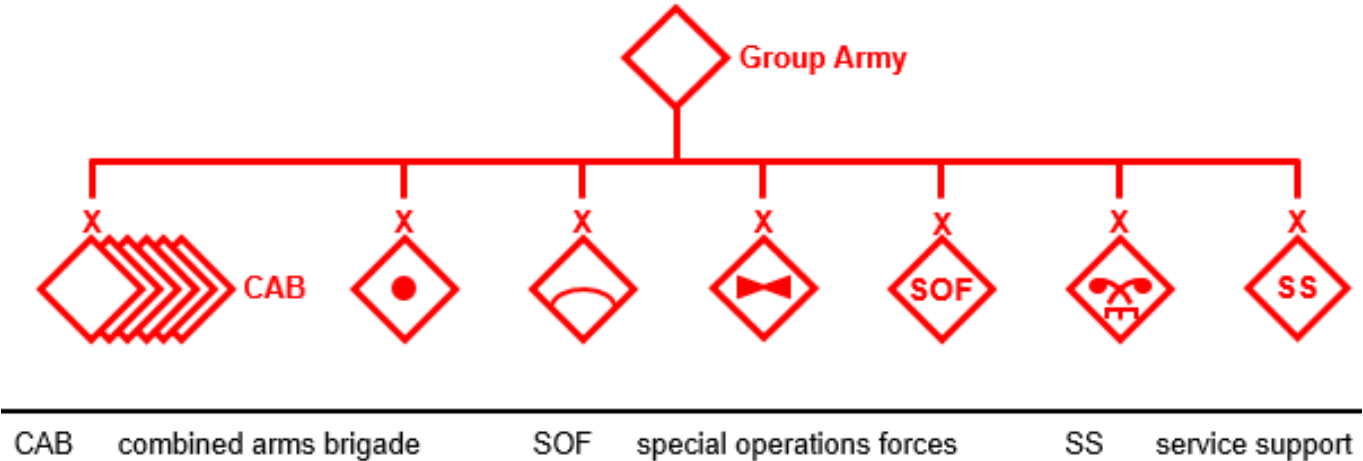 Group Army
X X X X X X X
CAB SOF SS
CAB combined arms brigade SOF special operations forces SS service support